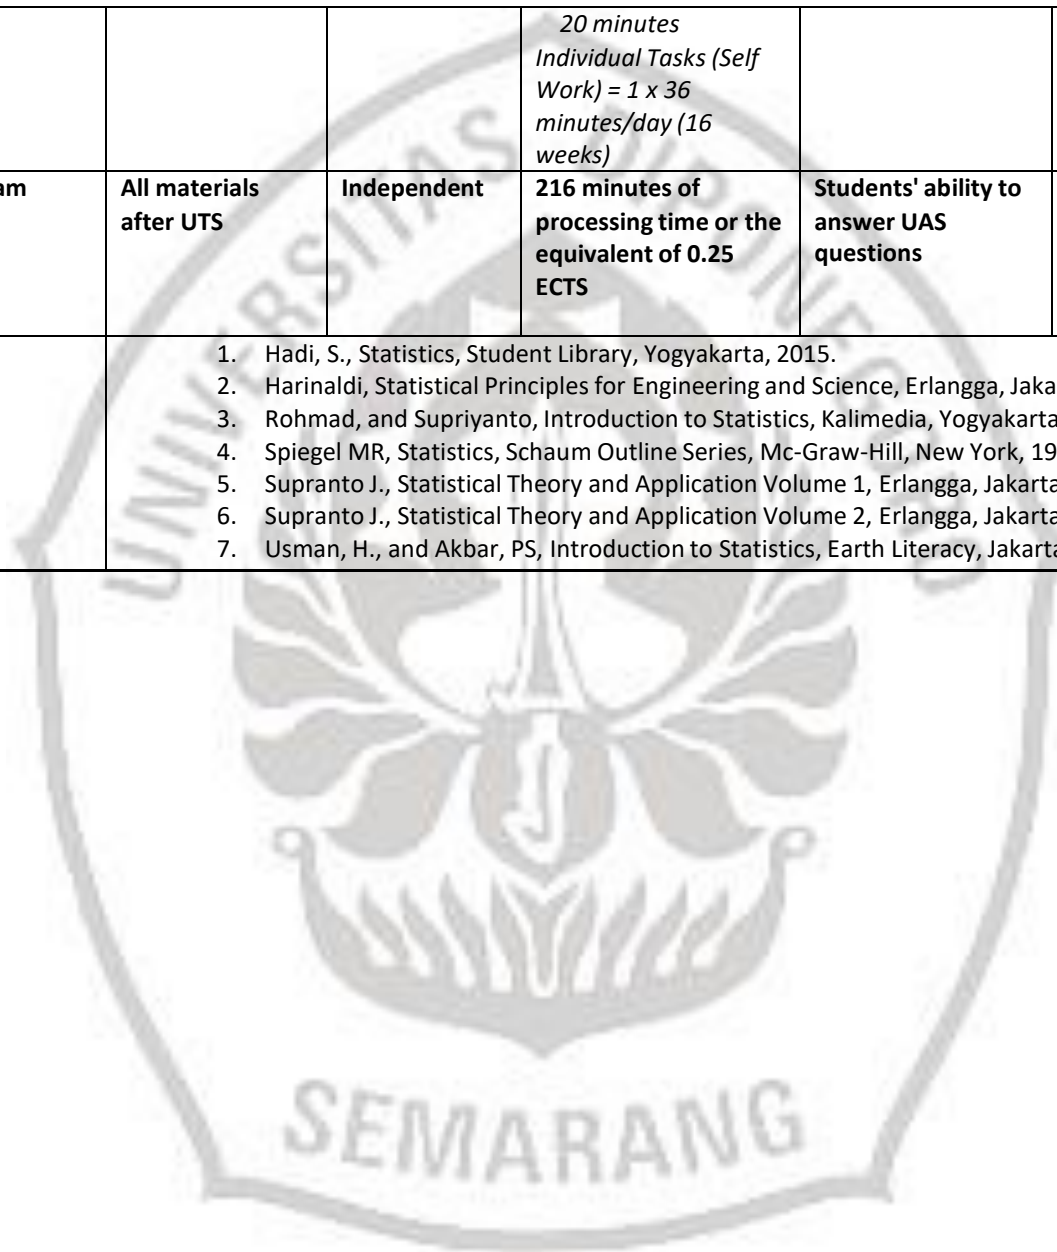 20 minutes
Individual Tasks (Self
Work) = 1 x 36
minutes/day (16
weeks)
am
All materials
after UTS
Independent
216 minutes of
processing time or the
equivalent of 0.25
ECTS
Students' ability to
answer UAS
questions
1. Hadi, S., Statistics, Student Library, Yogyakarta, 2015.
2. Harinaldi, Statistical Principles for Engineering and Science, Erlangga, Jaka
3. Rohmad, and Supriyanto, Introduction to Statistics, Kalimedia, Yogyakarta
4. Spiegel MR, Statistics, Schaum Outline Series, Mc-Graw-Hill, New York, 19
5. Supranto J., Statistical Theory and Application Volume 1, Erlangga, Jakarta
6. Supranto J., Statistical Theory and Application Volume 2, Erlangga, Jakarta
7. Usman, H., and Akbar, PS, Introduction to Statistics, Earth Literacy, Jakarta
UNIVERSITAS DIPONEGORO
SEMARANG